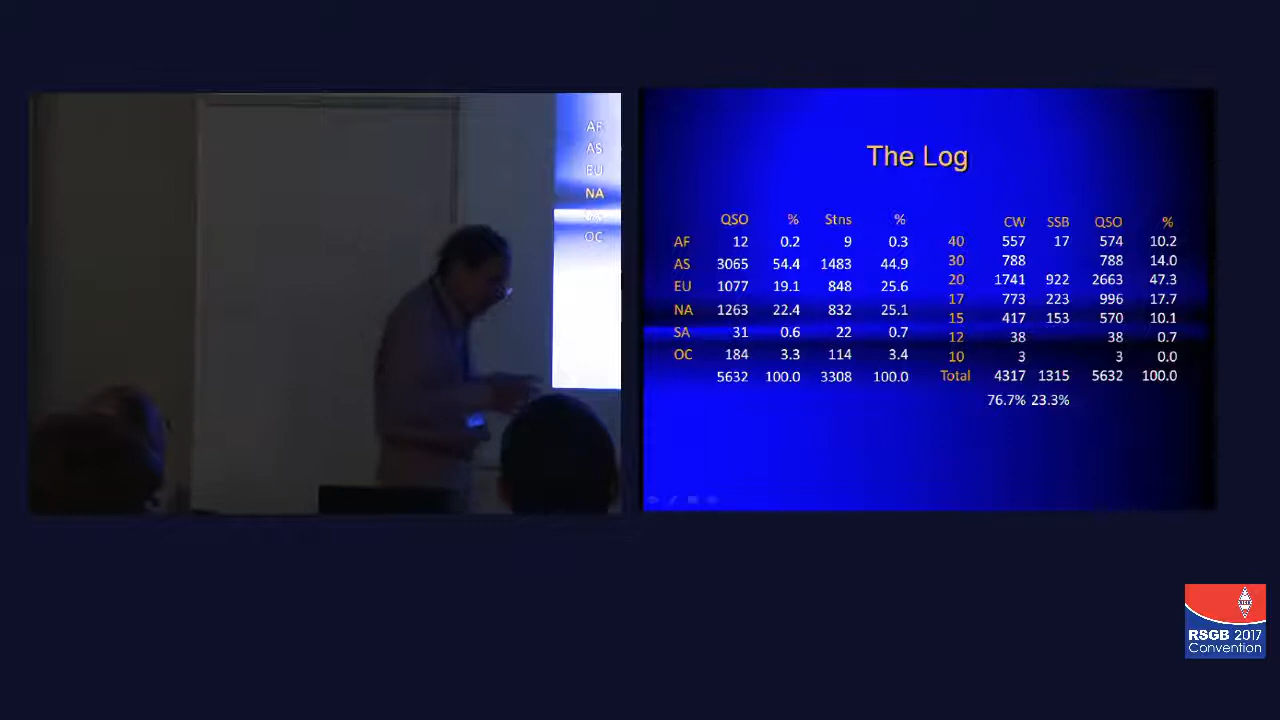 AF
AS
EU
NA
OC
The Log
QSO % Stns %
AF 12 0.2 9 0.3
AS 3065 54.4 1483 44.9
EU 1077 19.1 848 25.6
NA 1263 22.4 832 25.1
SA 31 0.6 22 0.7
OC 184 3.3 114 3.4
5632 100.0 3308 100.0
CW SSB QSO %
40 557 17 574 10.2
30 788 788 14.0
20 1741 922 2663 47.3
17 773 223 996 17.7
15 417 153 570 10.1
12 38 38 0.7
10 3 3 0.0
Total 4317 1315 5632 100.0
76.7% 23.3%
RSGB 2017
Convention